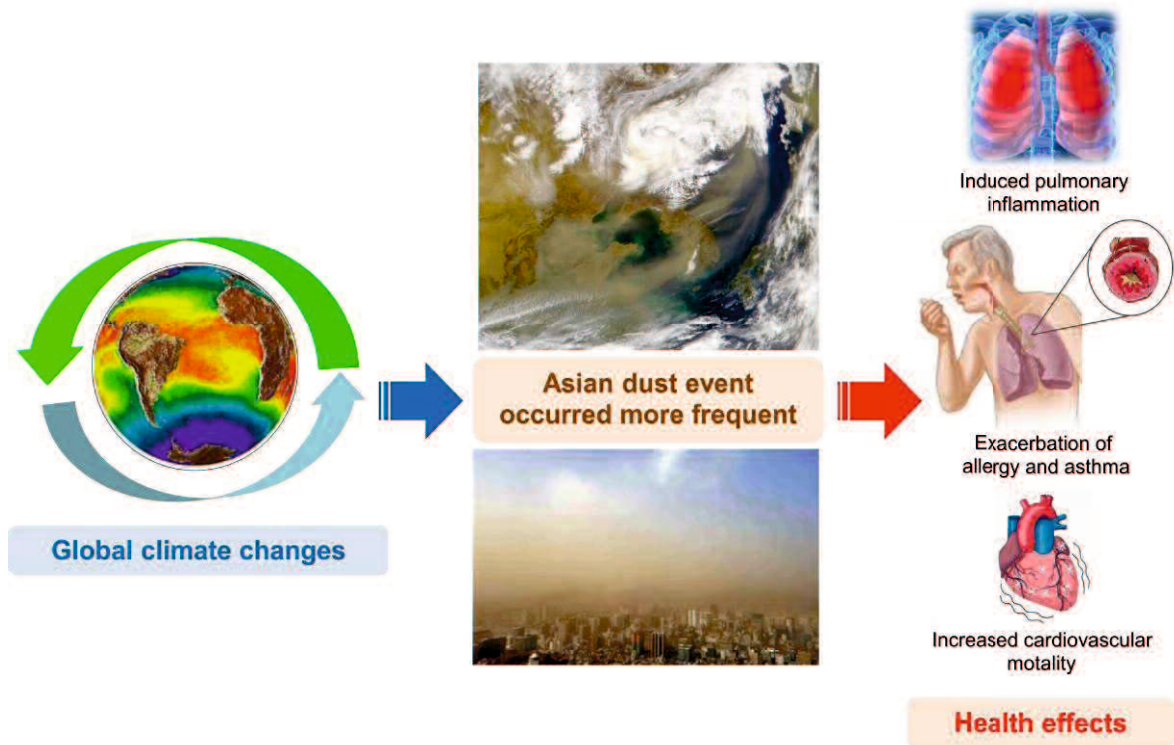 Global climate changes
Asian dust event
occurred more frequent
Induced pulmonary
inflammation
Exacerbation of
allergy and asthma
Increased cardiovascular
motality
Health effects